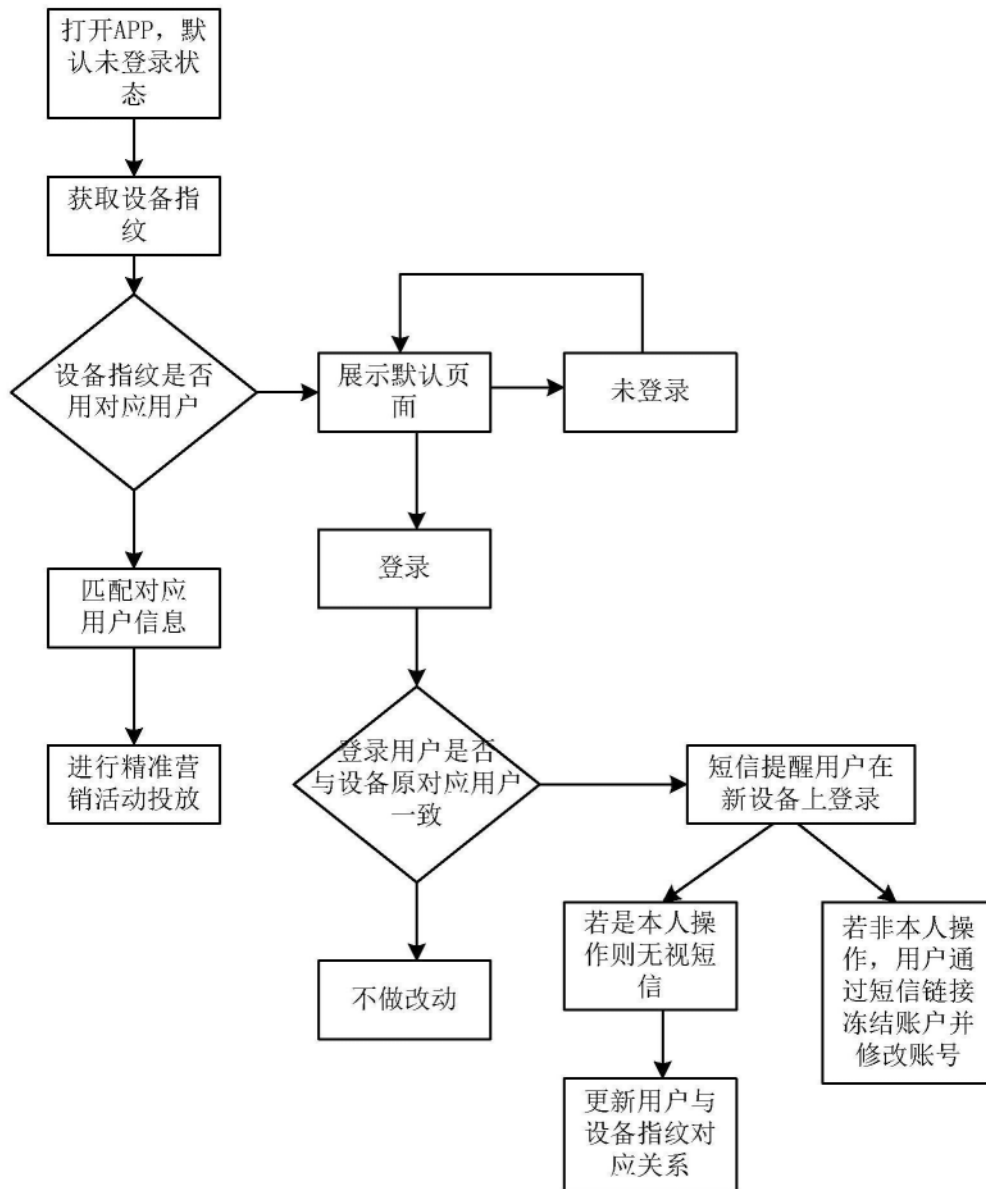 打开APP，默
认未登录状
态
获取设备指
纹
设备指纹是否
用对应用户
展示默认页
面
未登录
登录
匹配对应
用户信息
进行精准营
销活动投放
登录用户是否
与设备原对应用户
一致
短信提醒用户在
新设备上登录
不做改动
若是本人操
作则无视短
信
若非本人操
作，用户通
过短信链接
冻结账户并
修改账号
更新用户与
设备指纹对
应关系